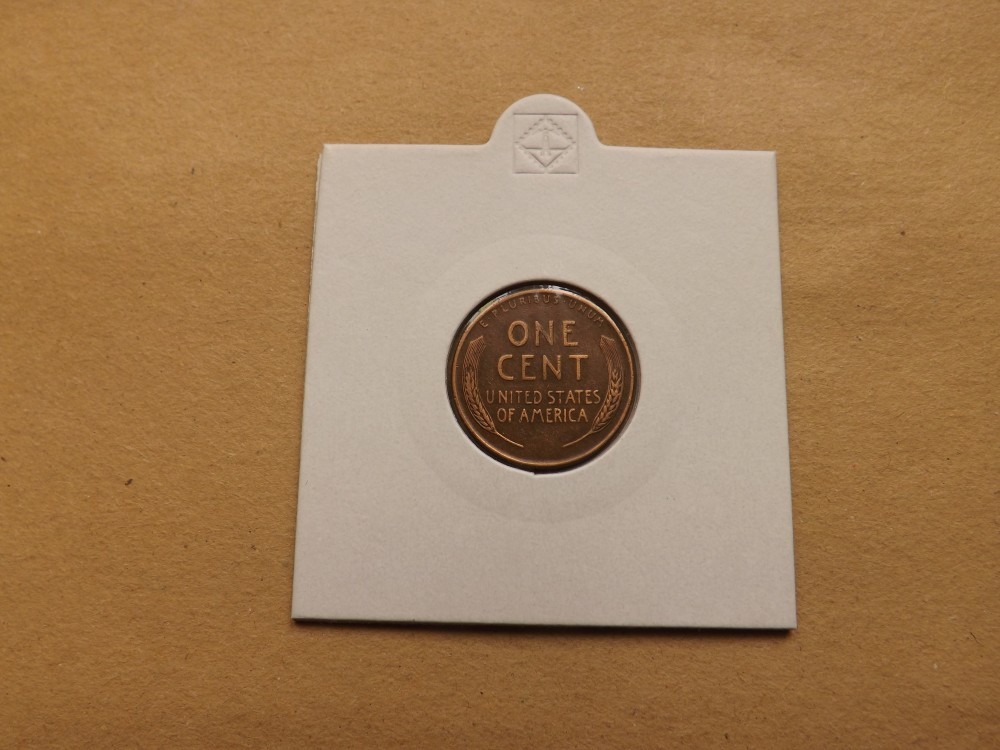 E PLURIBUS UNUM
ONE
CENT
UNITED STATES
OF AMERICA